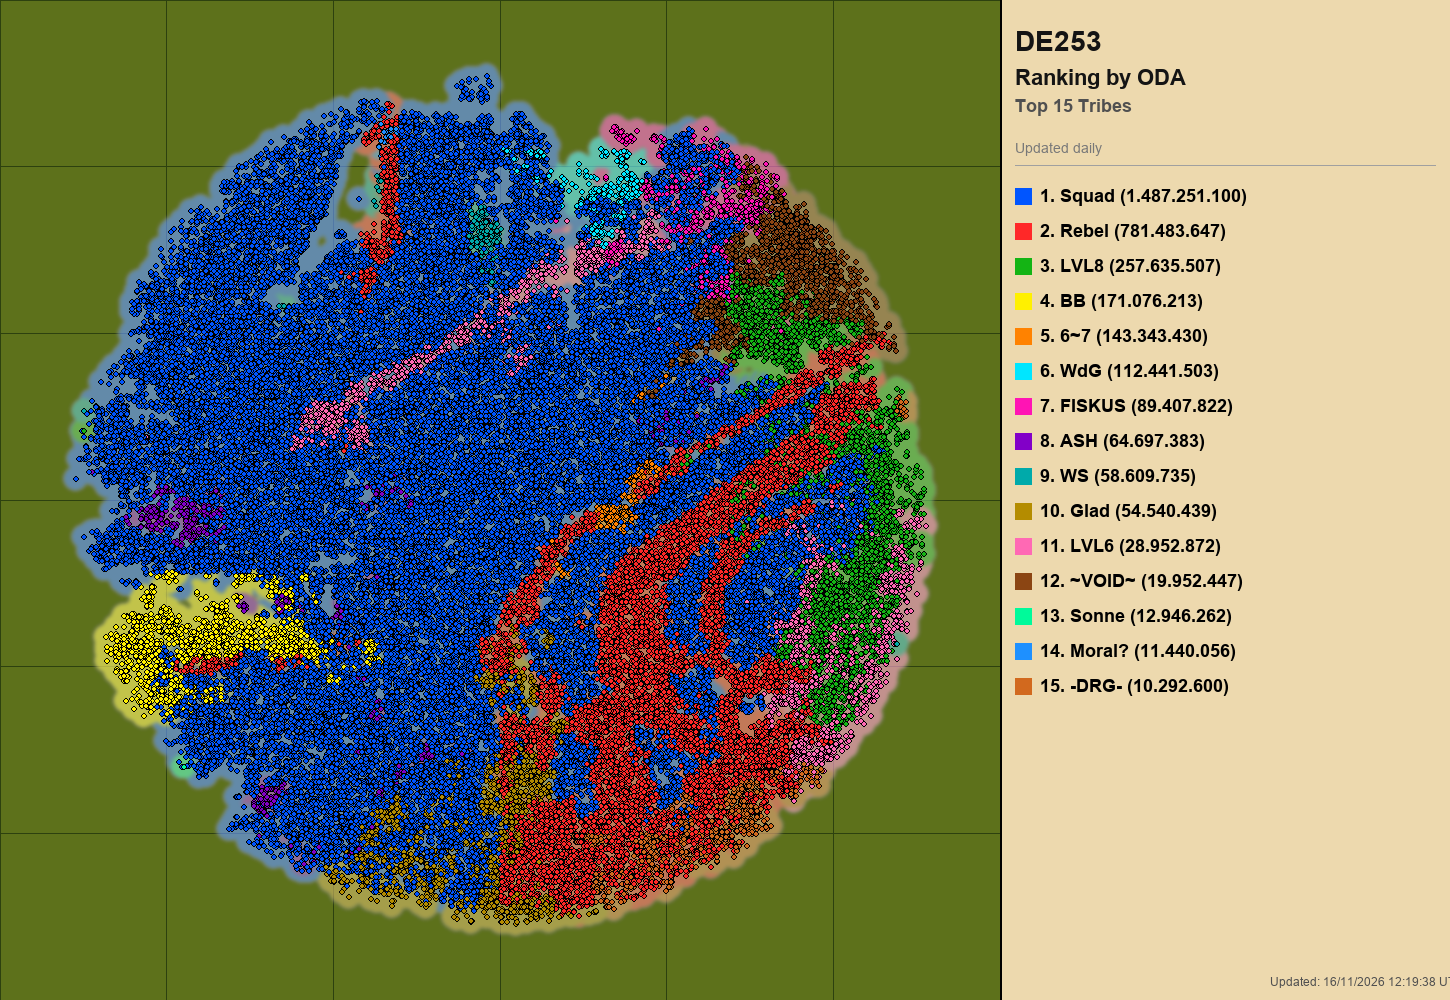 DE253
Ranking by ODA
Top 15 Tribes
Updated daily
1. Squad (1.487.251.100)
2. Rebel (781.483.647)
3. LVL8 (257.635.507)
4. BB (171.076.213)
5. 6~7 (143.343.430)
6. WdG (112.441.503)
7. FISKUS (89.407.822)
8. ASH (64.697.383)
9. WS (58.609.735)
10. Glad (54.540.439)
11. LVL6 (28.952.872)
12. ~VOID~ (19.952.447)
13. Sonne (12.946.262)
14. Moral? (11.440.056)
15. -DRG- (10.292.600)
Updated: 16/11/2026 12:19:38